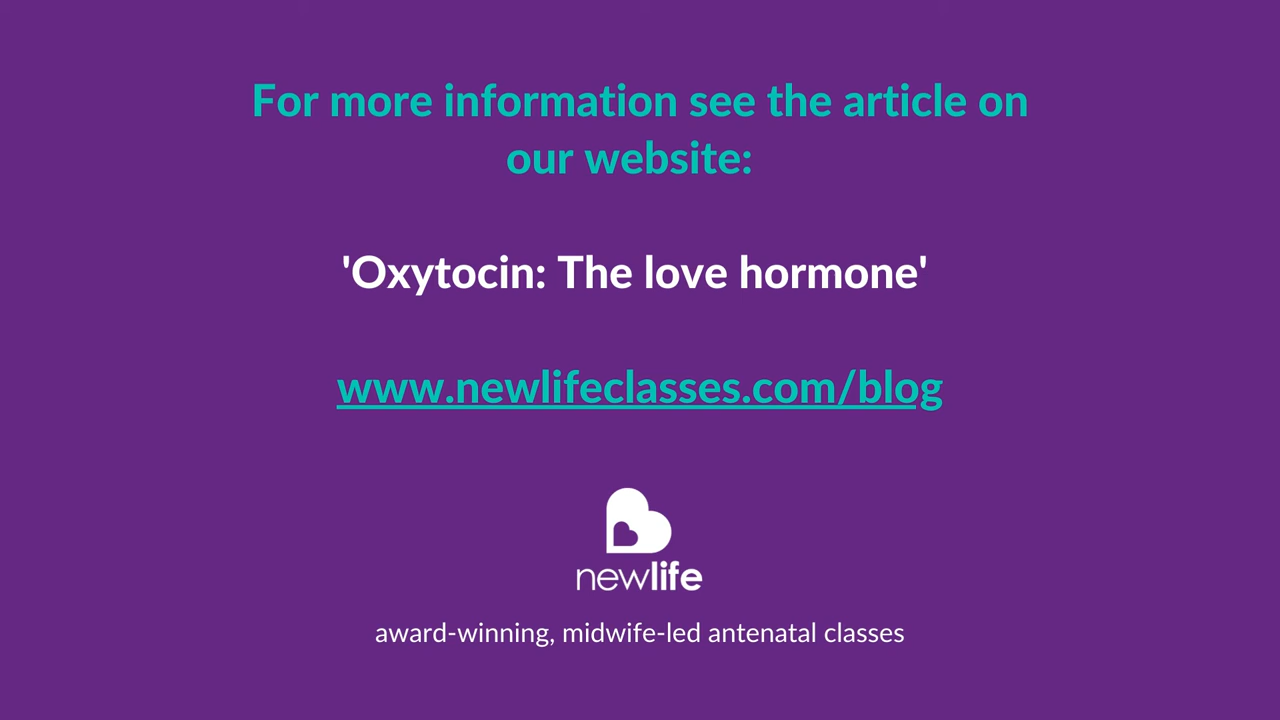 For more information see the article on
our website:
'Oxytocin: The love hormone'
www.newlifeclasses.com/blog
newlife
award-winning, midwife-led antenatal classes